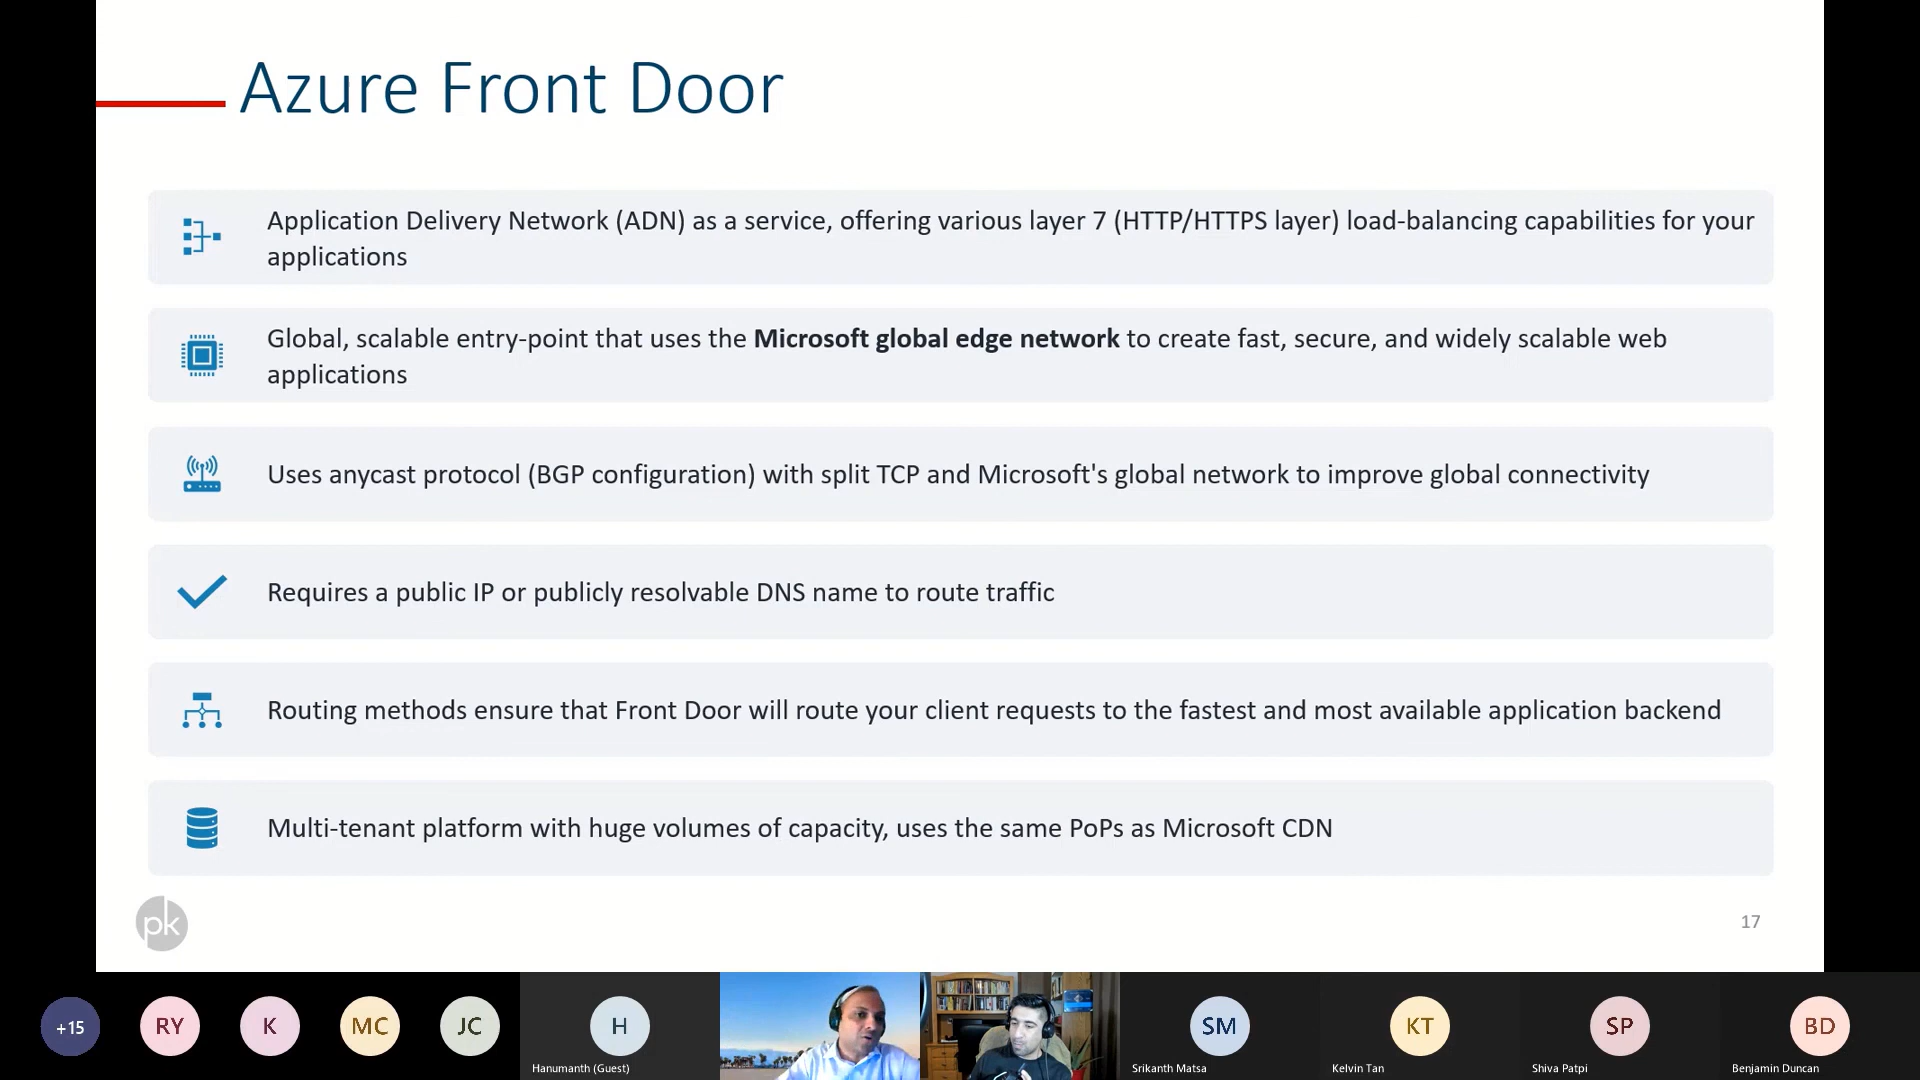 Azure Front Door
Application Delivery Network (ADN) as a service, offering various layer 7 (HTTP/HTTPS layer) load-balancing capabilities for your
applications
Global, scalable entry-point that uses the Microsoft global edge network to create fast, secure, and widely scalable web
applications
Uses anycast protocol (BGP configuration) with split TCP and Microsoft's global network to improve global connectivity
Requires a public IP or publicly resolvable DNS name to route traffic
Routing methods ensure that Front Door will route your client requests to the fastest and most available application backend
Multi-tenant platform with huge volumes of capacity, uses the same PoPs as Microsoft CDN
pk
17
+15
RY
K
MC
JC
H
SM
KT
SP
BD
Hanumanth (Guest)
Srikanth Matsa
Kelvin Tan
Shiva Patpi
Benjamin Duncan